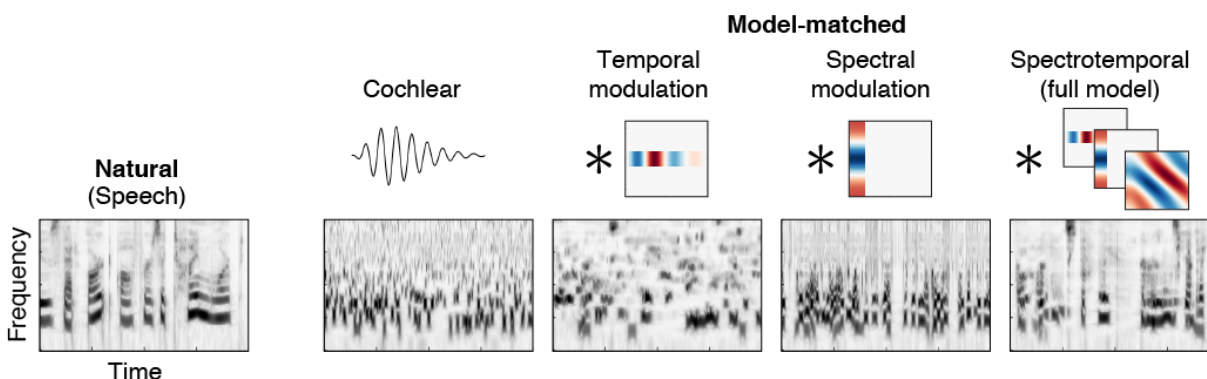 Model-matched
Cochlear
Temporal
modulation
Spectral
modulation
Spectrotemporal
(full model)
*
*
*
Natural
(Speech)
Frequency
Time